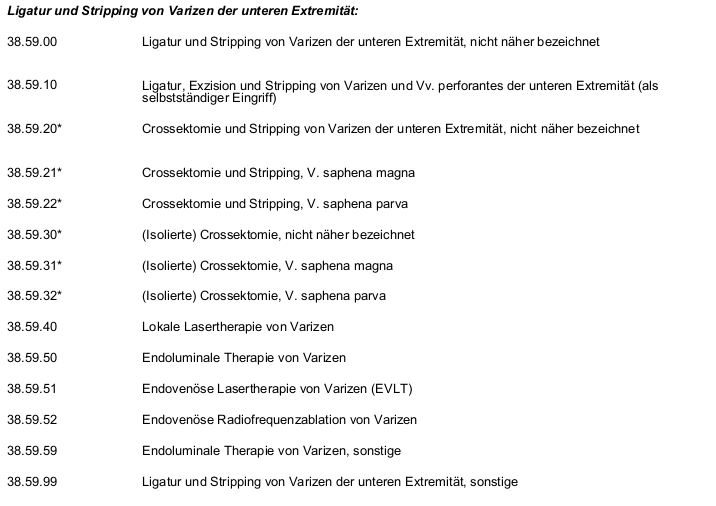 Ligatur und Stripping von Varizen der unteren Extremität:
38.59.00 Ligatur und Stripping von Varizen der unteren Extremität, nicht näher bezeichnet
38.59.10 Ligatur, Exzision und Stripping von Varizen und Vv. perforantes der unteren Extremität (als
selbstständiger Eingriff)
38.59.20* Crossektomie und Stripping von Varizen der unteren Extremität, nicht näher bezeichnet
38.59.21* Crossektomie und Stripping, V. saphena magna
38.59.22* Crossektomie und Stripping, V. saphena parva
38.59.30* (Isolierte) Crossektomie, nicht näher bezeichnet
38.59.31* (Isolierte) Crossektomie, V. saphena magna
38.59.32* (Isolierte) Crossektomie, V. saphena parva
38.59.40 Lokale Lasertherapie von Varizen
38.59.50 Endoluminale Therapie von Varizen
38.59.51 Endovenöse Lasertherapie von Varizen (EVLT)
38.59.52 Endovenöse Radiofrequenzablation von Varizen
38.59.59 Endoluminale Therapie von Varizen, sonstige
38.59.99 Ligatur und Stripping von Varizen der unteren Extremität, sonstige